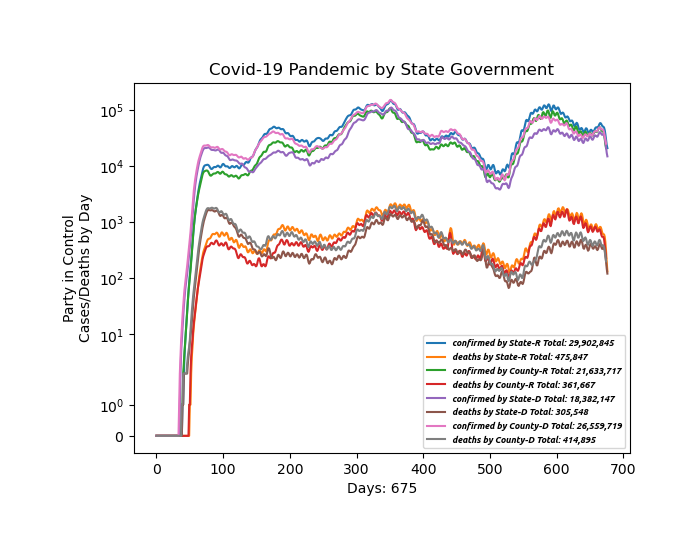 Covid-19 Pandemic by State Government
Party in Control
Cases/Deaths by Day
10^5
10^4
10^3
10^2
10^1
10^0
0
confirmed by State-R Total: 29,902,845
deaths by State-R Total: 475,847
confirmed by County-R Total: 21,633,717
deaths by County-R Total: 361,667
confirmed by State-D Total: 18,382,147
deaths by State-D Total: 305,548
confirmed by County-D Total: 26,559,719
deaths by County-D Total: 414,895
0 100 200 300 400 500 600 700
Days: 675